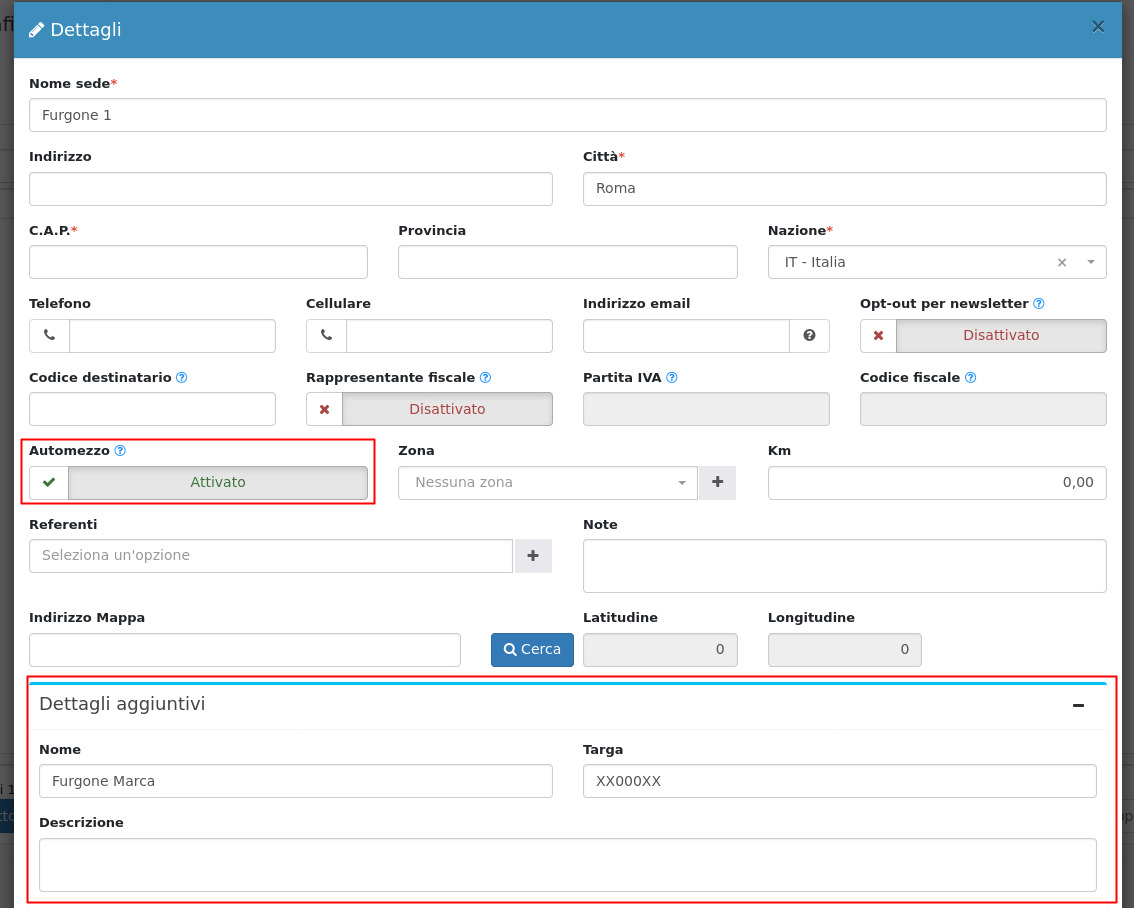 Dettagli
Nome sede*
Furgone 1
Indirizzo Città*
Roma
C.A.P.* Provincia Nazione*
IT - Italia
Telefono Cellulare Indirizzo email Opt-out per newsletter
Disattivato
Codice destinatario Rappresentante fiscale Partita IVA Codice fiscale
Disattivato
Automezzo Zona Km
Attivato Nessuna zona 0,00
Referenti Note
Seleziona un'opzione
Indirizzo Mappa Latitudine Longitudine
Cerca 0 0
Dettagli aggiuntivi
Nome Targa
Furgone Marca XX000XX
Descrizione